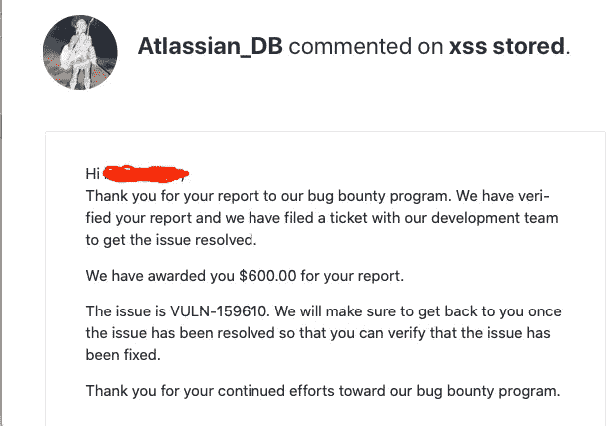 Atlassian_DB commented on xss stored.
Hi
Thank you for your report to our bug bounty program. We have veri-
fied your report and we have filed a ticket with our development team
to get the issue resolved.
We have awarded you $600.00 for your report.
The issue is VULN-159610. We will make sure to get back to you once
the issue has been resolved so that you can verify that the issue has
been fixed.
Thank you for your continued efforts toward our bug bounty program.